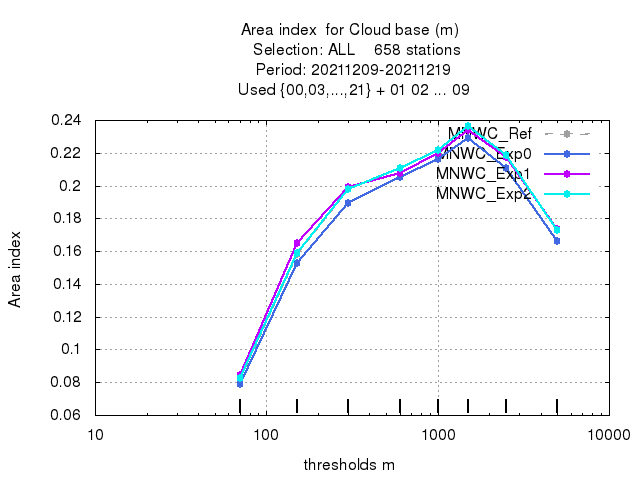 Area index  for Cloud base (m)
Selection: ALL    658 stations
Period: 20211209-20211219
Used {00,03,...,21} + 01 02 ... 09
0.24
0.22
0.2
0.18
0.16
0.14
0.12
0.1
0.08
0.06
Area index
MNWC_Ref
MNWC_Exp0
MNWC_Exp1
MNWC_Exp2
10
100
1000
10000
thresholds m